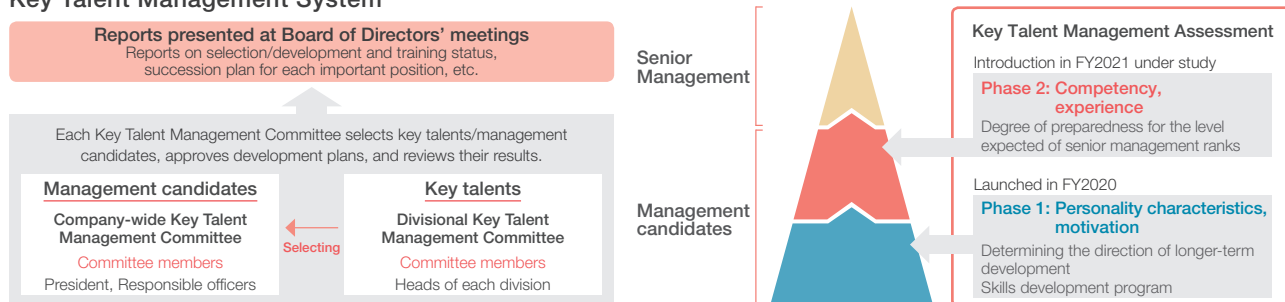 Key Talent Management System
Reports presented at Board of Directors’ meetings
Reports on selection/development and training status,
succession plan for each important position, etc.
Each Key Talent Management Committee selects key talents/management
candidates, approves development plans, and reviews their results.
Management candidates
Company-wide Key Talent
Management Committee
Committee members
President, Responsible officers
Selecting
Key talents
Divisional Key Talent
Management Committee
Committee members
Heads of each division
Senior
Management
Management
candidates
Key Talent Management Assessment
Introduction in FY2021 under study
Phase 2: Competency,
experience
Degree of preparedness for the level
expected of senior management ranks
Launched in FY2020
Phase 1: Personality characteristics,
motivation
Determining the direction of longer-term
development
Skills development program